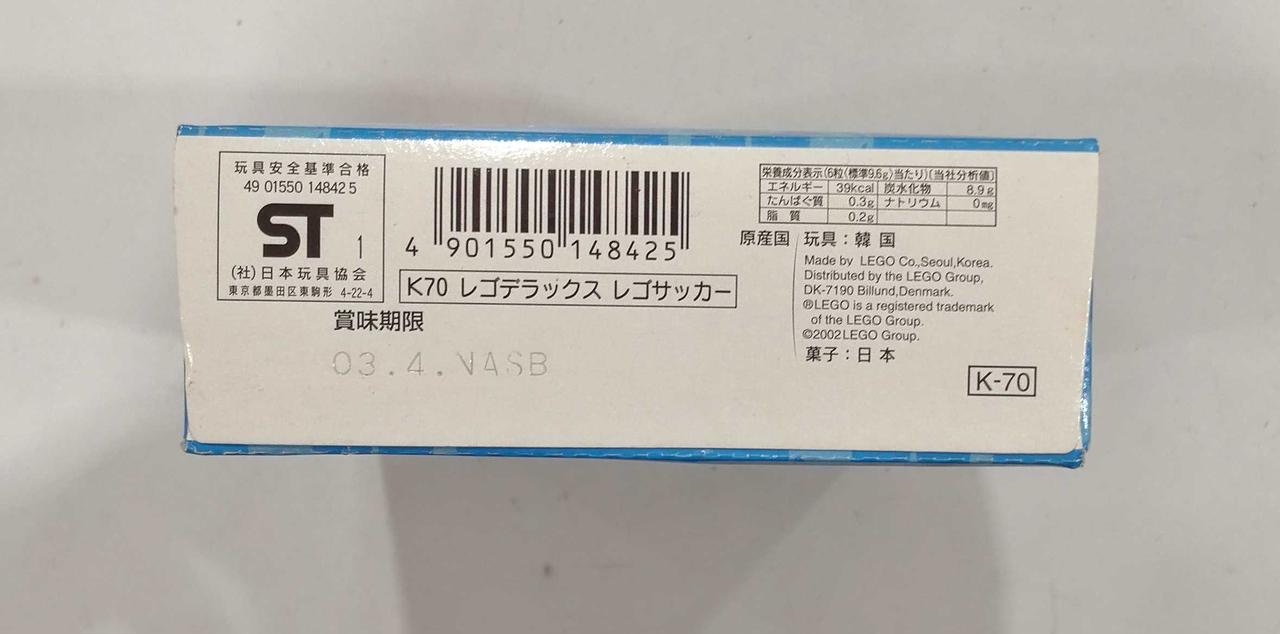 玩具安全基準合格
49 01550 14842 5
ST 1
(社)日本玩具協会
東京都墨田区東駒形 4-22-4
4 901550 148425
K70 レゴデラックス レゴサッカー
賞味期限
03.4.VASB
栄養成分表示(6粒(標準9.6g)当たり)(当社分析値)
エネルギー 39kcal 炭水化物 8.9g
たんぱく質 0.3g ナトリウム 0mg
脂 質 0.2g
原産国 玩具：韓 国
Made by LEGO Co.,Seoul,Korea.
Distributed by the LEGO Group,
DK-7190 Billund,Denmark.
®LEGO is a registered trademark
of the LEGO Group.
©2002LEGO Group.
菓子：日 本
K-70